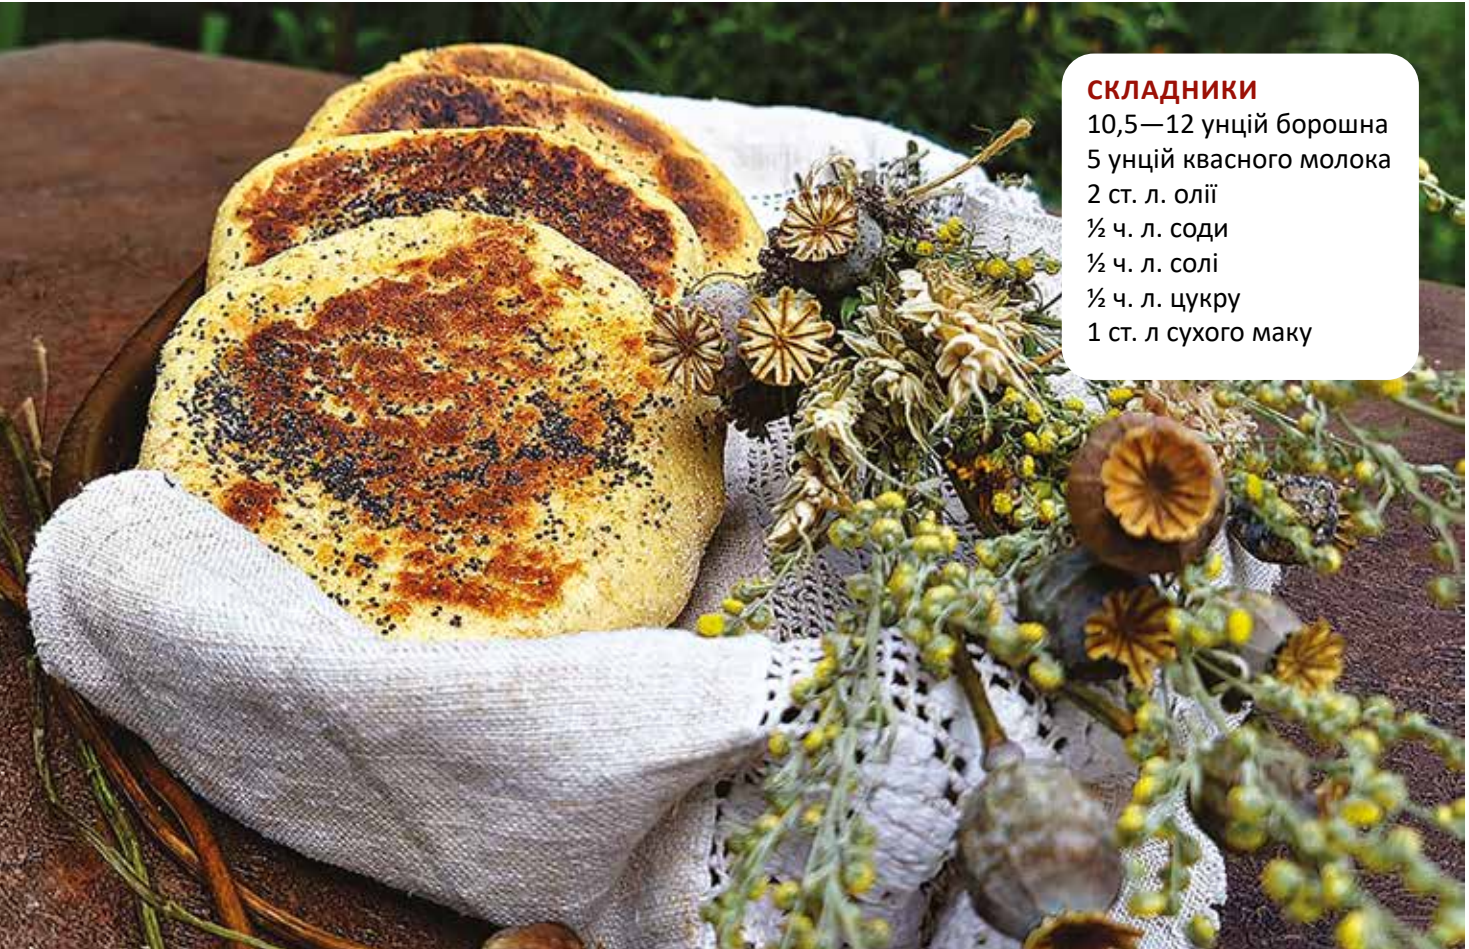 СКЛАДНИКИ
10,5—12 унцій борошна
5 унцій квасного молока
2 ст. л. олії
½ ч. л. соди
½ ч. л. солі
½ ч. л. цукру
1 ст. л сухого маку